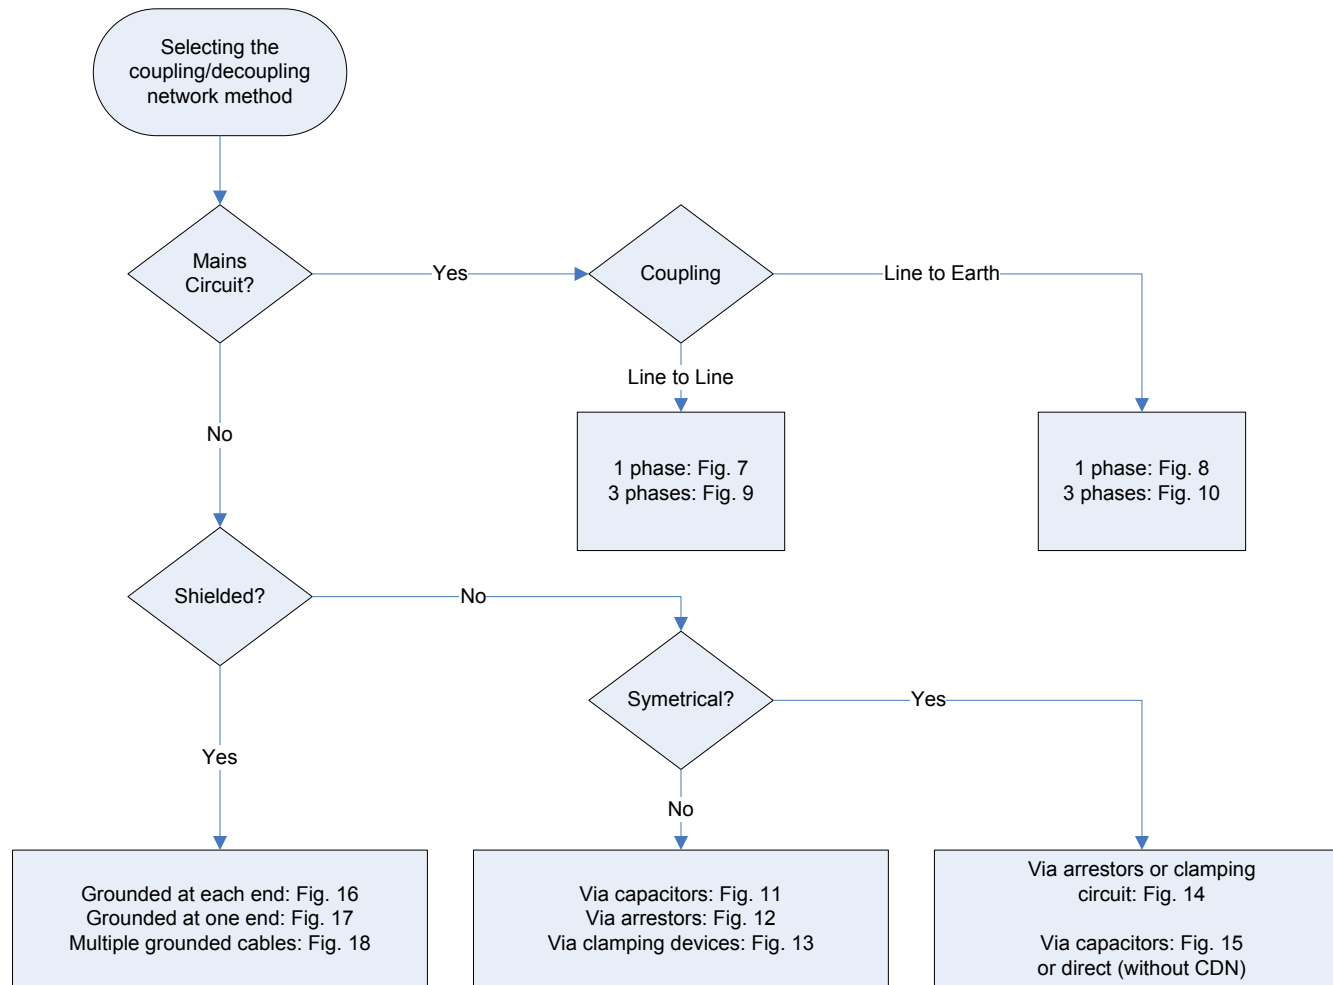 Selecting the
coupling/decoupling
network method
Mains
Circuit?
Yes
Coupling
Line to Earth
Line to Line
No
1 phase: Fig. 7
3 phases: Fig. 9
1 phase: Fig. 8
3 phases: Fig. 10
Shielded?
No
Symetrical?
Yes
Yes
No
Grounded at each end: Fig. 16
Grounded at one end: Fig. 17
Multiple grounded cables: Fig. 18
Via capacitors: Fig. 11
Via arrestors: Fig. 12
Via clamping devices: Fig. 13
Via arrestors or clamping
circuit: Fig. 14
Via capacitors: Fig. 15
or direct (without CDN)